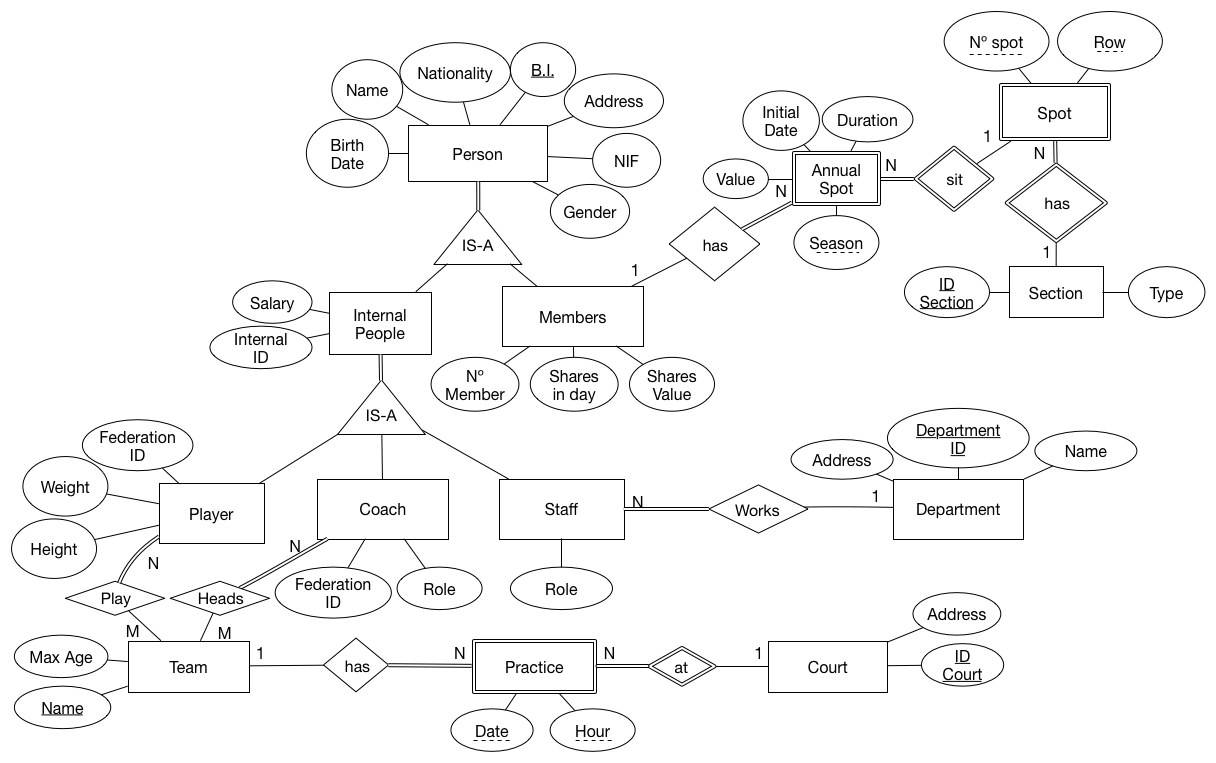 Nº spot
Row
Nationality
B.I.
Name
Address
Initial
Date
Duration
Spot
1
Birth
Date
Person
NIF
Value
Annual
Spot
N
sit
N
N
has
Gender
Season
IS-A
has
1
1
Salary
Internal
ID
Internal
People
Members
ID
Section
Section
Type
Nº
Member
Shares
in day
Shares
Value
IS-A
Federation
ID
Department
ID
Address
Name
Weight
Height
Player
Coach
Staff
N
Works
1
Department
N
N
Play
Heads
Federation
ID
Role
Role
M
M
Address
Max Age
Team
1
has
N
Practice
N
at
1
Court
ID
Court
Name
Date
Hour